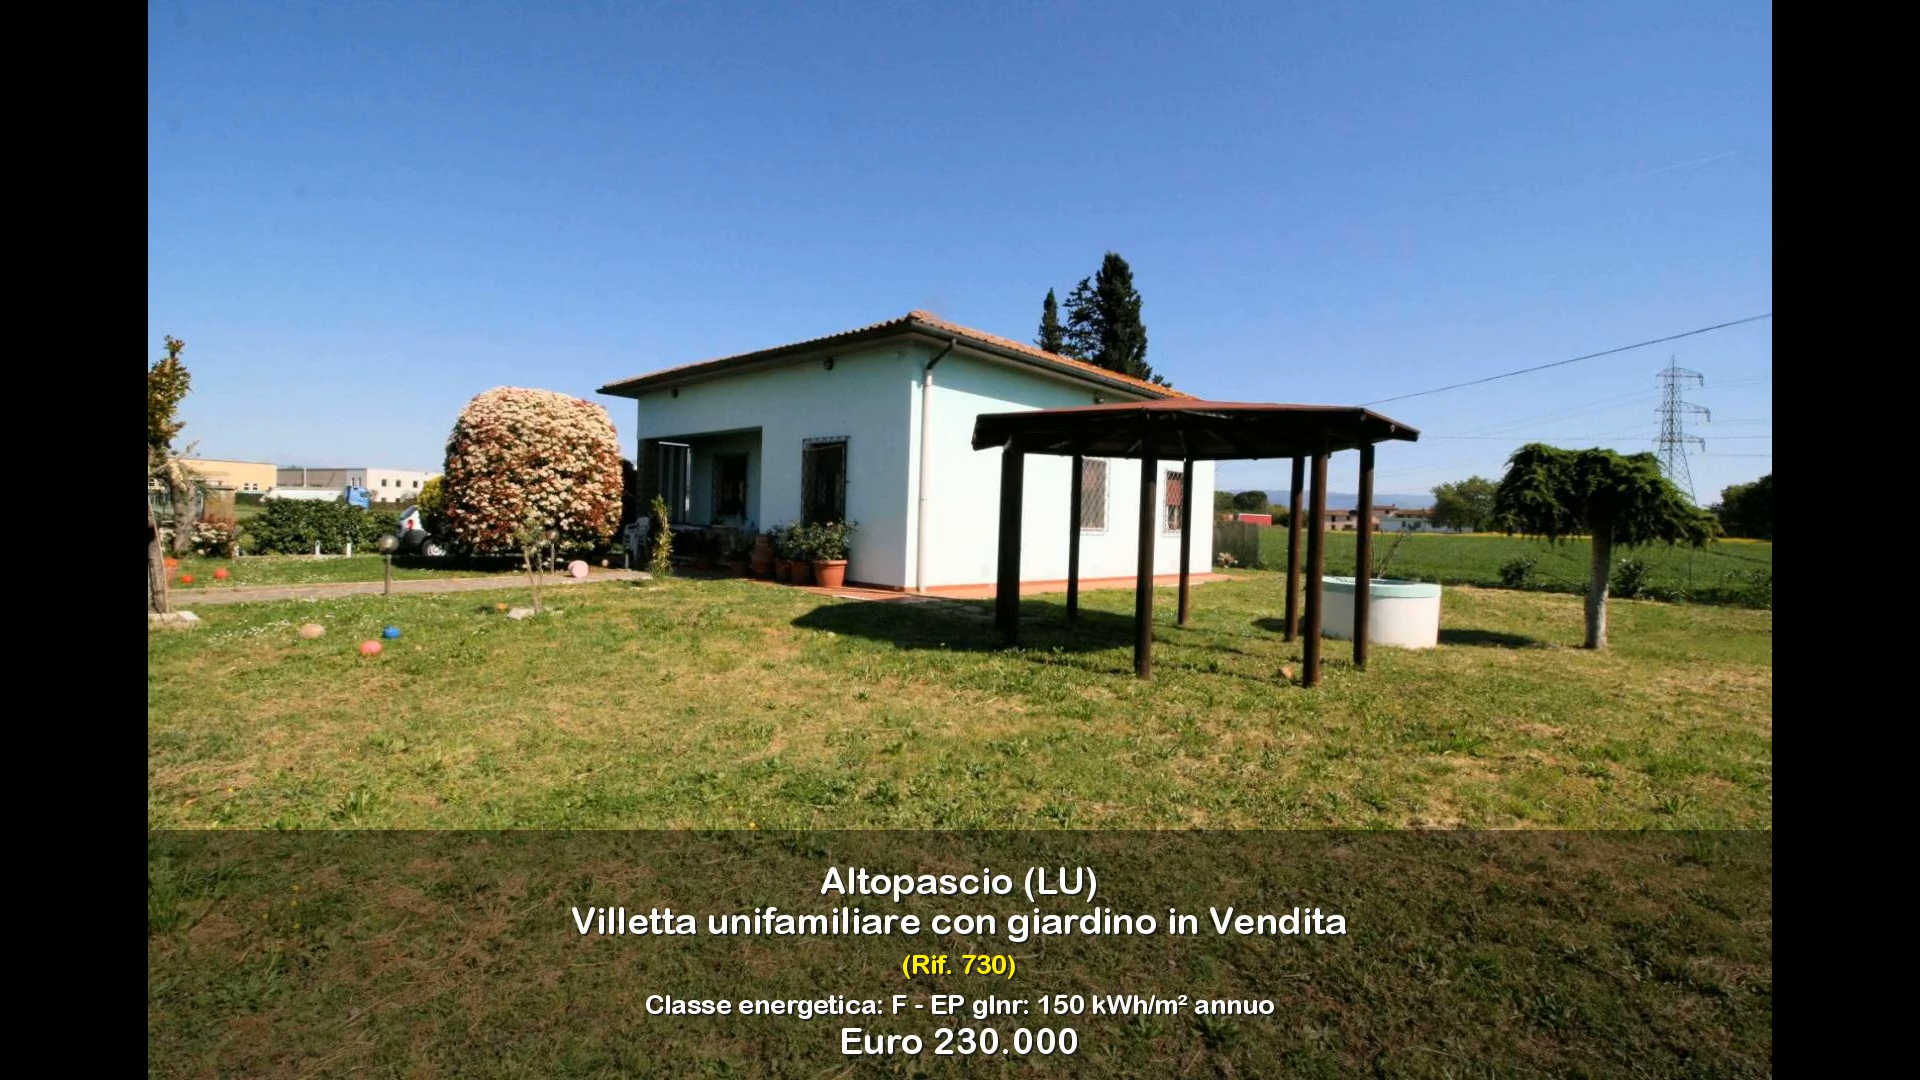 Altopascio (LU)
Villetta unifamiliare con giardino in Vendita
(Rif. 730)
Classe energetica: F - EP glnr: 150 kWh/m² annuo
Euro 230.000